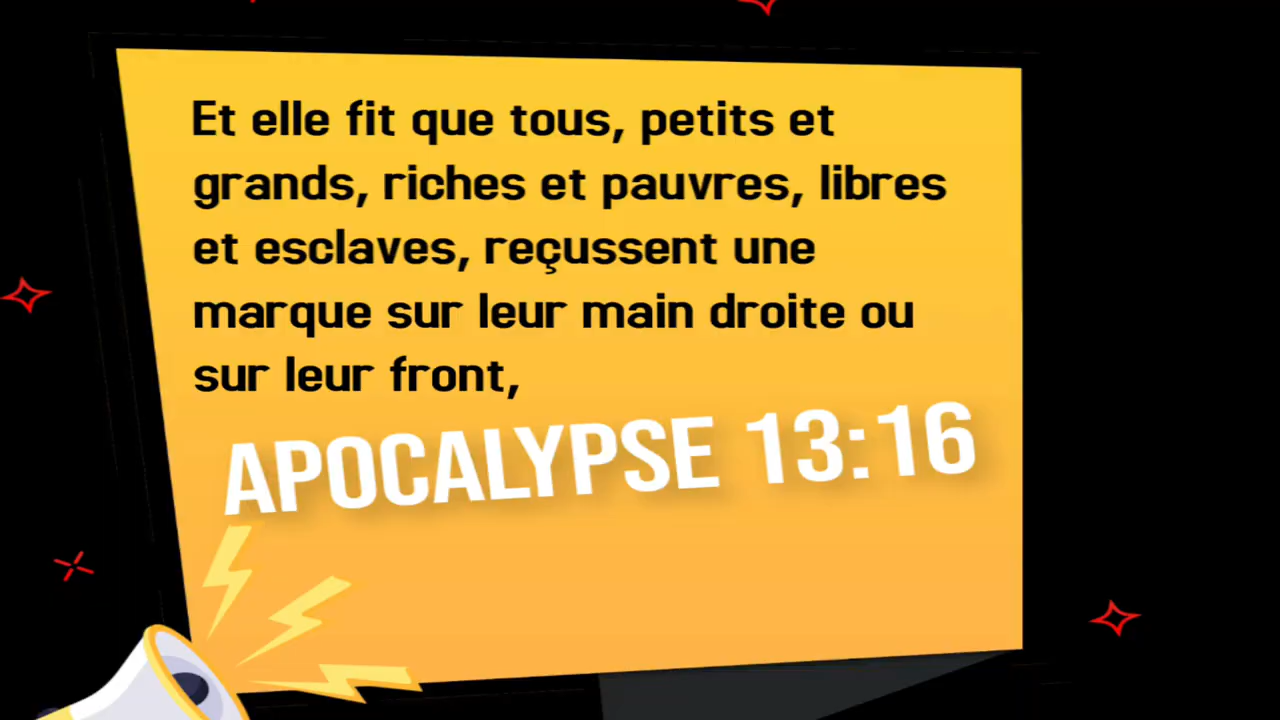 Et elle fit que tous, petits et
grands, riches et pauvres, libres
et esclaves, reçussent une
marque sur leur main droite ou
sur leur front,
APOCALYPSE 13:16